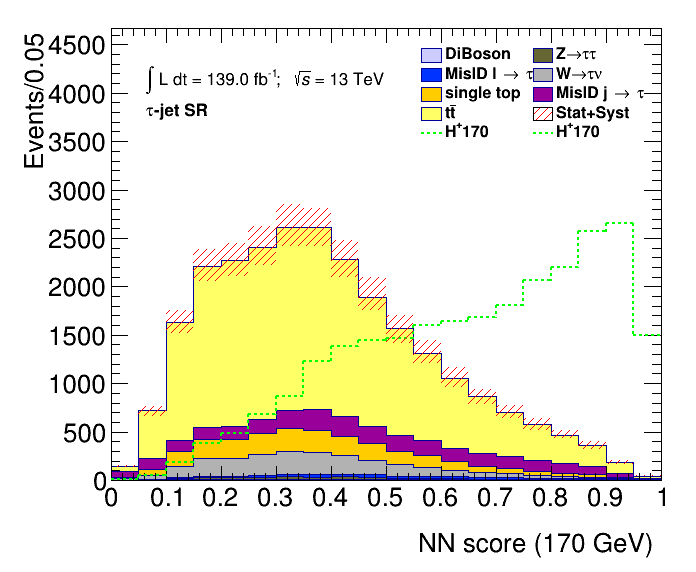 Events/0.05
4500
4000
3500
3000
2500
2000
1500
1000
500
0
∫ L dt = 139.0 fb⁻¹; √s = 13 TeV
τ-jet SR
DiBoson Z→ττ
MisID l → τ W→τν
single top MisID j → τ
tt̄ Stat+Syst
H⁺170 H⁺170
0 0.1 0.2 0.3 0.4 0.5 0.6 0.7 0.8 0.9 1
NN score (170 GeV)